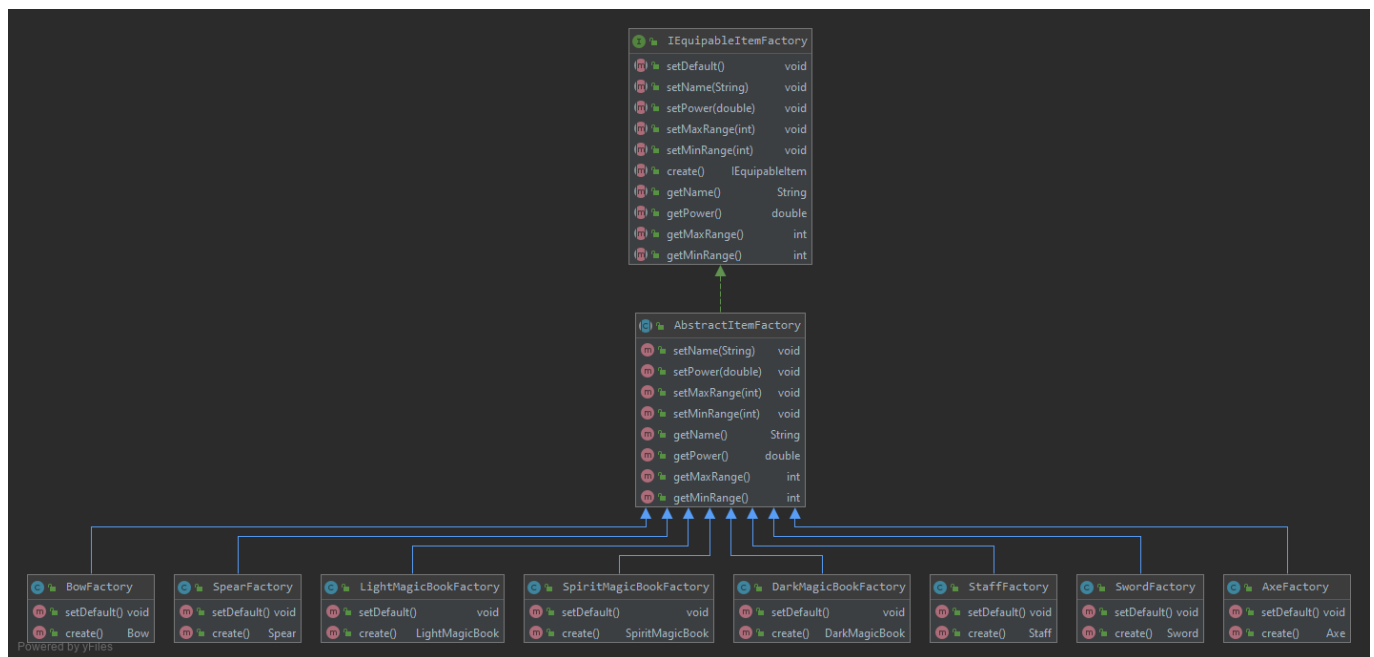 IEquipableItemFactory
setDefault() void
setName(String) void
setPower(double) void
setMaxRange(int) void
setMinRange(int) void
create() IEquipableItem
getName() String
getPower() double
getMaxRange() int
getMinRange() int
AbstractItemFactory
setName(String) void
setPower(double) void
setMaxRange(int) void
setMinRange(int) void
getName() String
getPower() double
getMaxRange() int
getMinRange() int
BowFactory
setDefault() void
create() Bow
SpearFactory
setDefault() void
create() Spear
LightMagicBookFactory
setDefault() void
create() LightMagicBook
SpiritMagicBookFactory
setDefault() void
create() SpiritMagicBook
DarkMagicBookFactory
setDefault() void
create() DarkMagicBook
StaffFactory
setDefault() void
create() Staff
SwordFactory
setDefault() void
create() Sword
AxeFactory
setDefault() void
create() Axe
Powered by yFiles